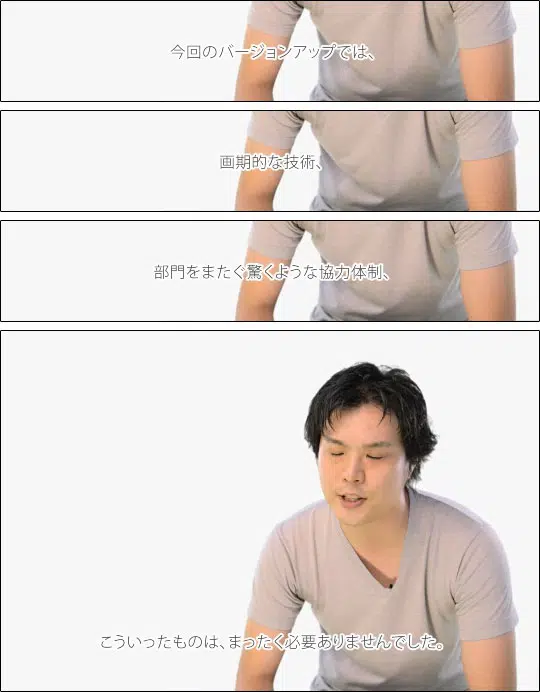 今回のバージョンアップでは、
画期的な技術、
部門をまたぐ驚くような協力体制、
こういったものは、まったく必要ありませんでした。